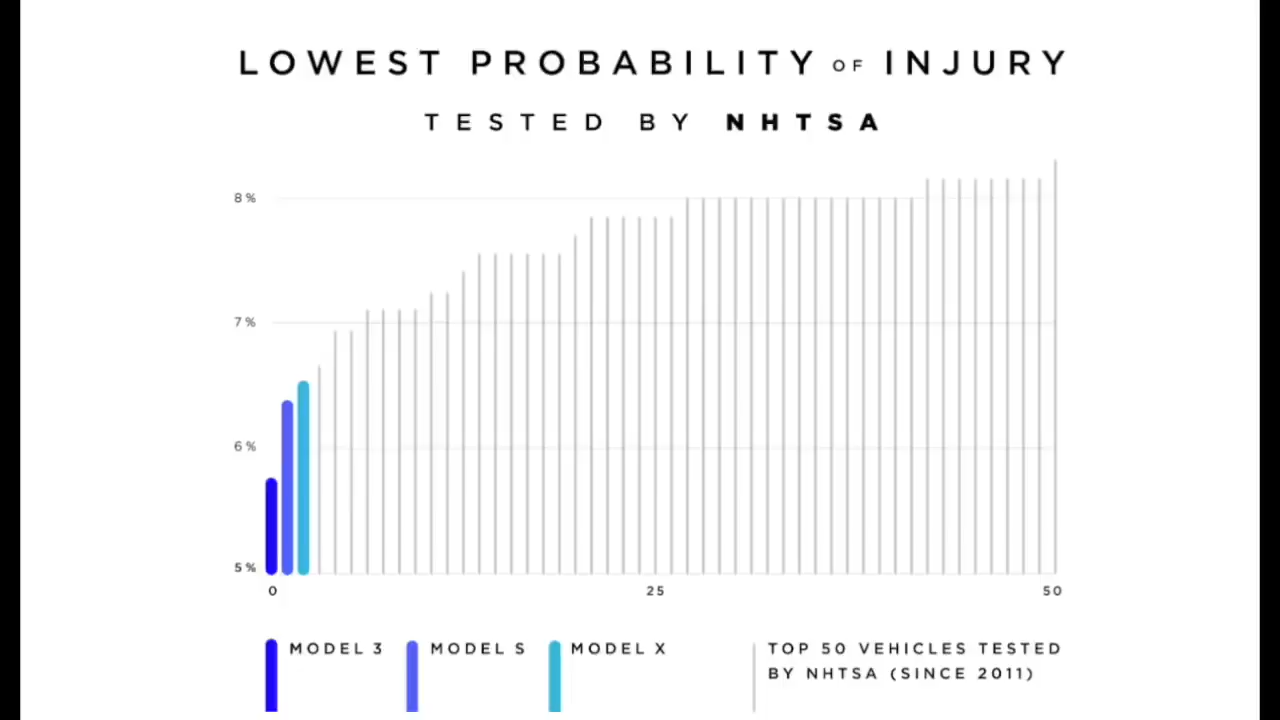 LOWEST PROBABILITY OF INJURY
TESTED BY NHTSA
8%
7%
6%
5%
0 25 50
MODEL 3 MODEL S MODEL X TOP 50 VEHICLES TESTED
BY NHTSA (SINCE 2011)